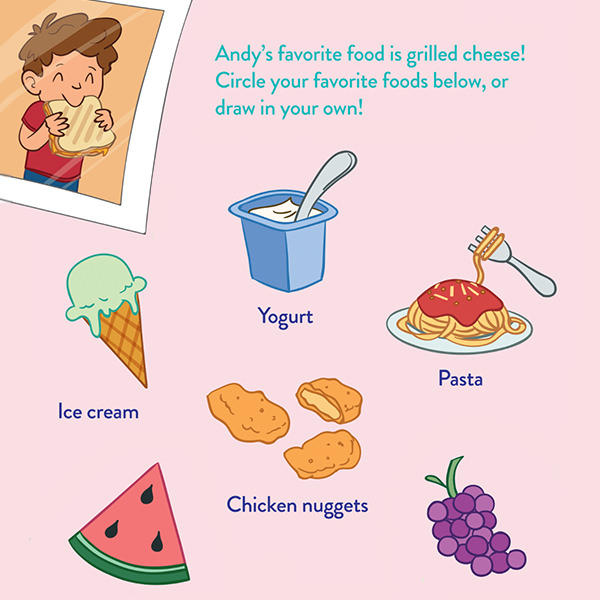 Andy's favorite food is grilled cheese!
Circle your favorite foods below, or
draw in your own!
Yogurt
Pasta
Ice cream
Chicken nuggets